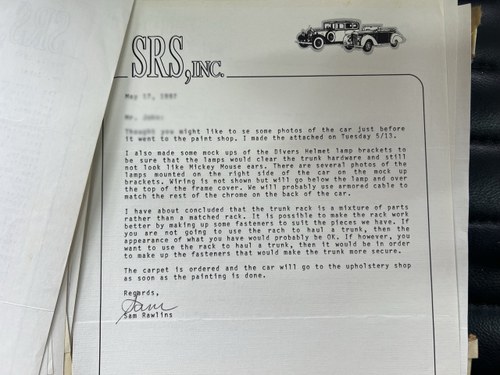 SRS, INC.
May 17, 199
Mr. John:
Thought you might like to se some photos of the car just before
it went to the paint shop. I made the attached on Tuesday 5/13.
I also made some mock ups of the Divers Helmet lamp brackets to
be sure that the lamps would clear the trunk hardware and still
not look like Mickey Mouse ears. There are several photos of the
lamps mounted on the right side of the car on the mock up
brackets. Wiring is not shown but will go below the lamp and over
the top of the frame cover. We will probably use armored cable to
match the rest of the chrome on the back of the car.
I have about concluded that the trunk rack is a mixture of parts
rather than a matched rack. It is possible to make the rack work
better by making up some fasteners to suit the pieces we have. If
you are not going to use the rach to haul a trunk, then the
appearance of what you have would probably be OK. If however, you
want to use the rack to haul a trunk, then it would be in order
to make up the fasteners that would make the trunk more secure.
The carpet is ordered and the car will go to the upholstery shop
as soon as the painting is done.
Regards,
Sam
Sam Rawlins